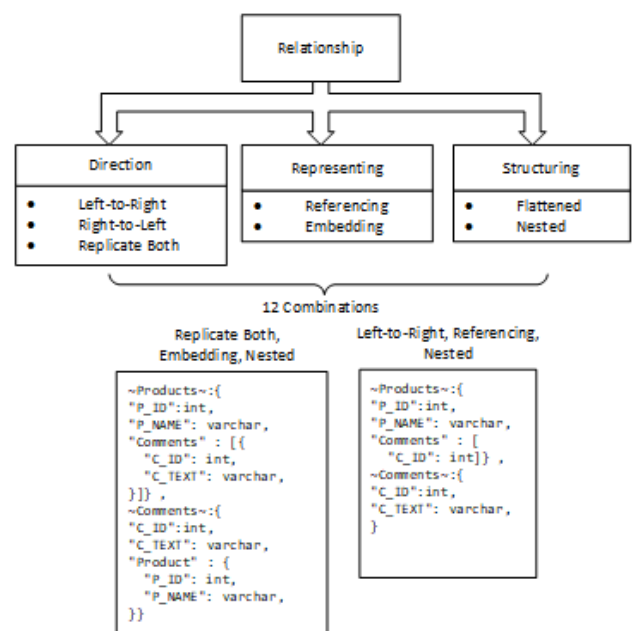 Relationship
Direction
● Left-to-Right
● Right-to-Left
● Replicate Both
Representing
● Referencing
● Embedding
Structuring
● Flattened
● Nested
12 Combinations
Replicate Both,
Embedding, Nested
~Products~:{
"P_ID":int,
"P_NAME": varchar,
"Comments" : [{
"C_ID": int,
"C_TEXT": varchar,
}]} ,
~Comments~:{
"C_ID":int,
"C_TEXT": varchar,
"Product" : {
"P_ID": int,
"P_NAME": varchar,
}}
Left-to-Right, Referencing,
Nested
~Products~:{
"P_ID":int,
"P_NAME": varchar,
"Comments" : [
"C_ID": int]} ,
~Comments~:{
"C_ID":int,
"C_TEXT": varchar,
}